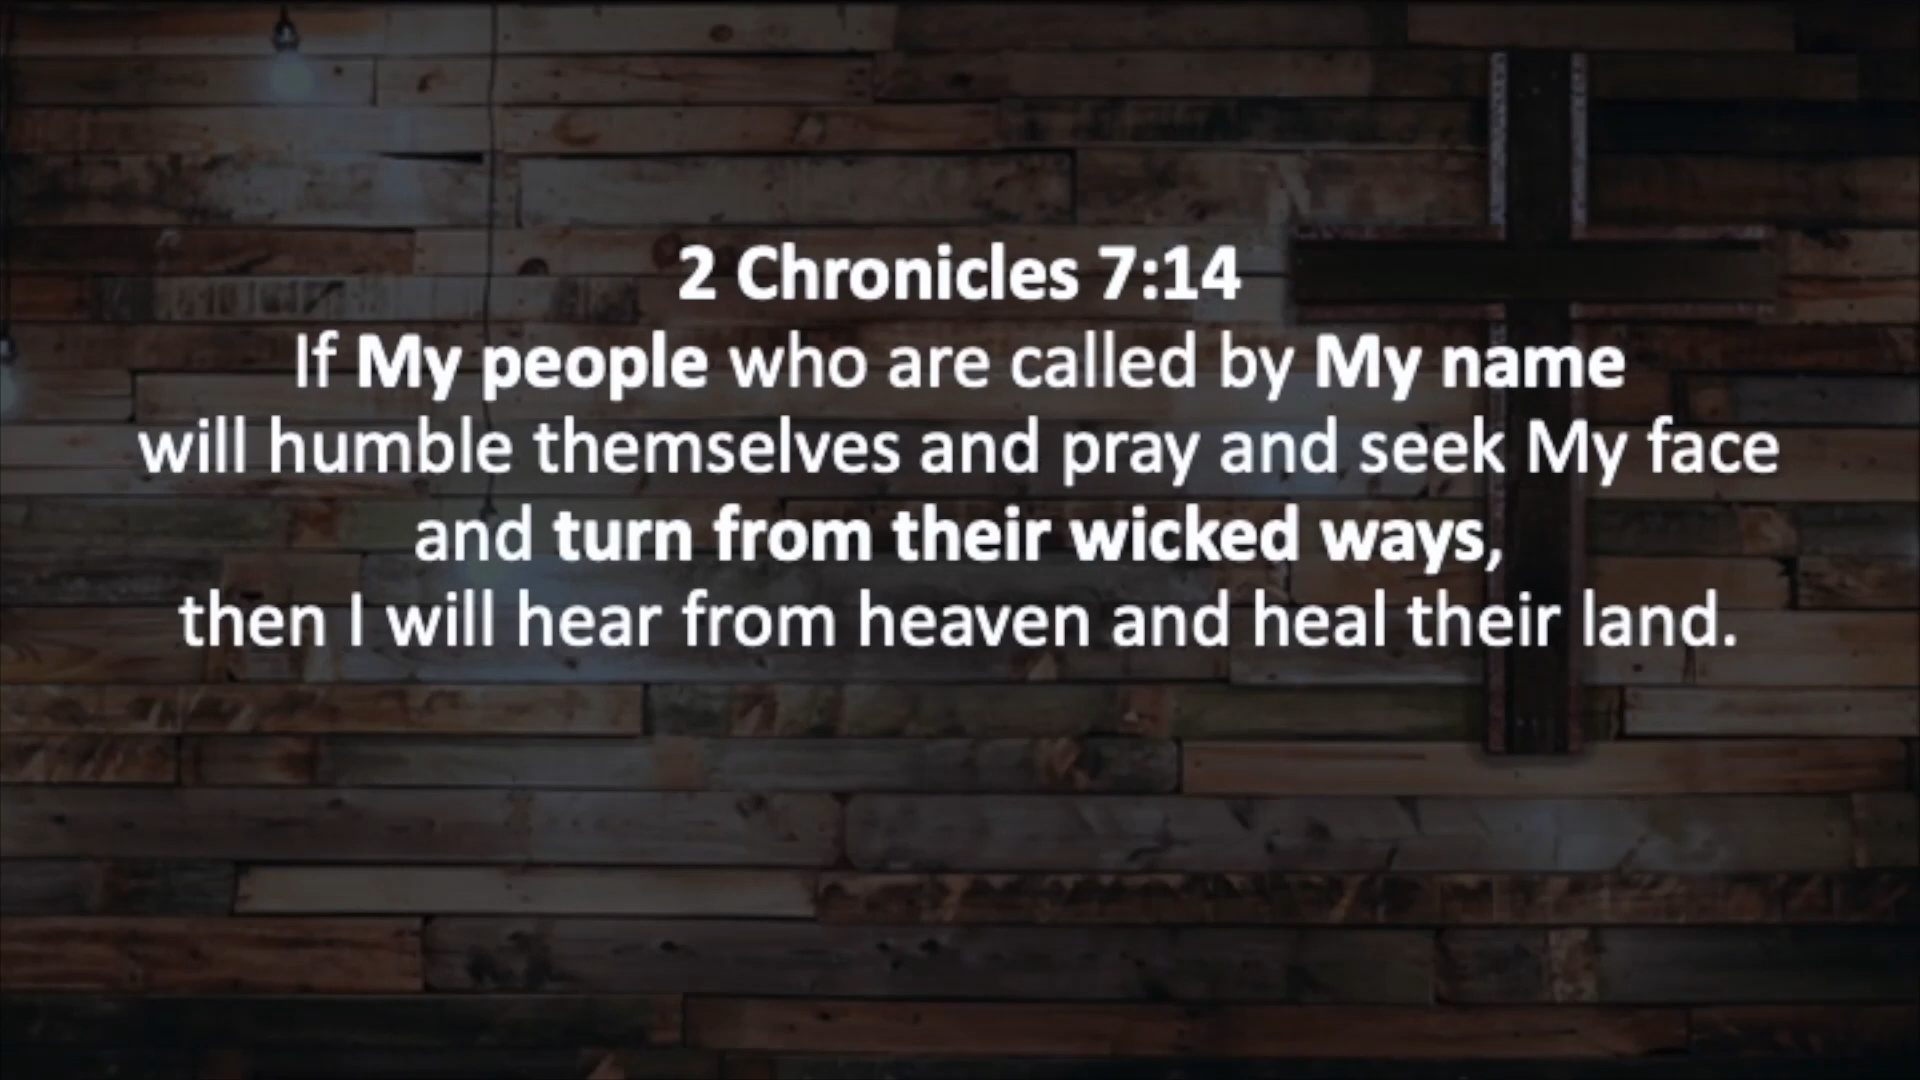 2 Chronicles 7:14
If My people who are called by My name
will humble themselves and pray and seek My face
and turn from their wicked ways,
then I will hear from heaven and heal their land.